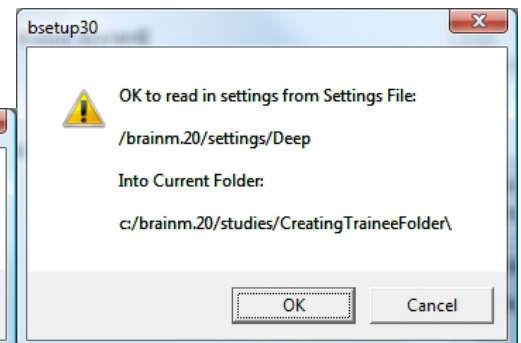 bsetup30
OK to read in settings from Settings File:
/brainm.20/settings/Deep
Into Current Folder:
c:/brainm.20/studies/CreatingTraineeFolder\
OK
Cancel